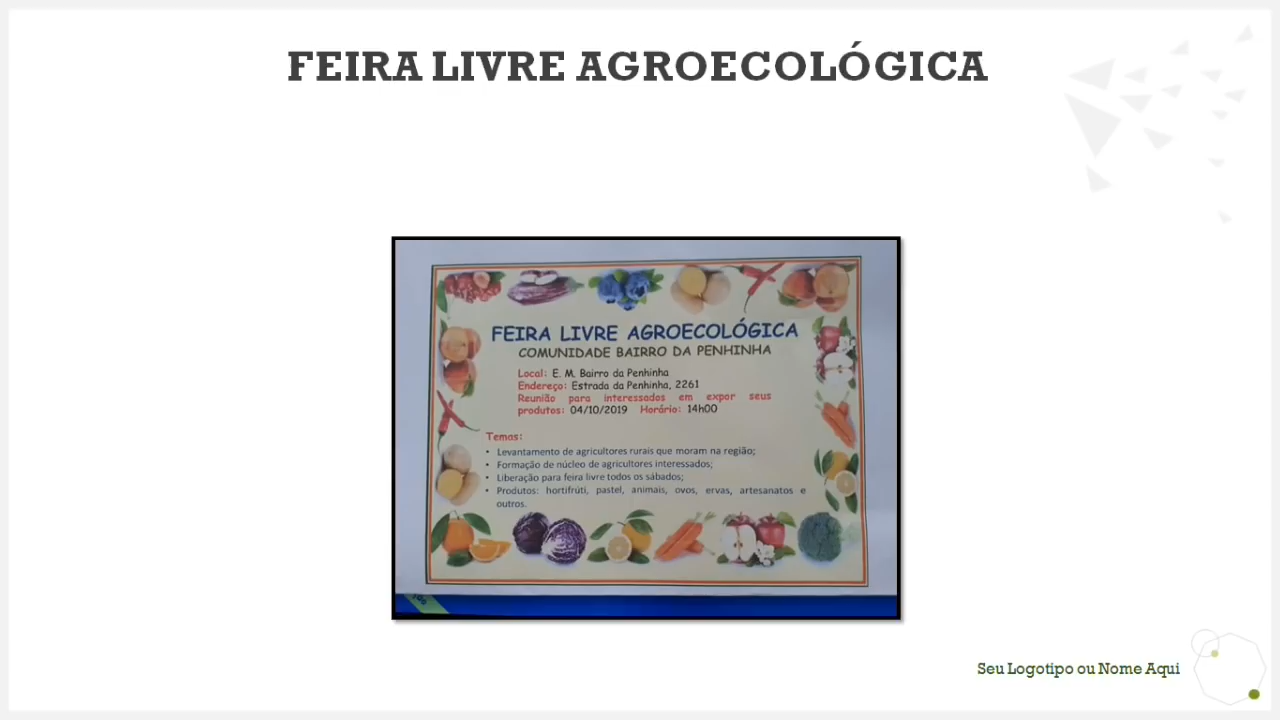 FEIRA LIVRE AGROECOLÓGICA
FEIRA LIVRE AGROECOLÓGICA
COMUNIDADE BAIRRO DA PENHINHA
Local: E. M. Bairro da Penhinha
Endereço: Estrada da Penhinha, 2261
Reunião para interessados em expor seus
produtos: 04/10/2019 Horário: 14h00
Temas:
• Levantamento de agricultores rurais que moram na região;
• Formação de núcleo de agricultores interessados;
• Liberação para feira livre todos os sábados;
• Produtos: hortifrúti, pastel, animais, ovos, ervas, artesanatos e
outros.
Seu Logotipo ou Nome Aqui